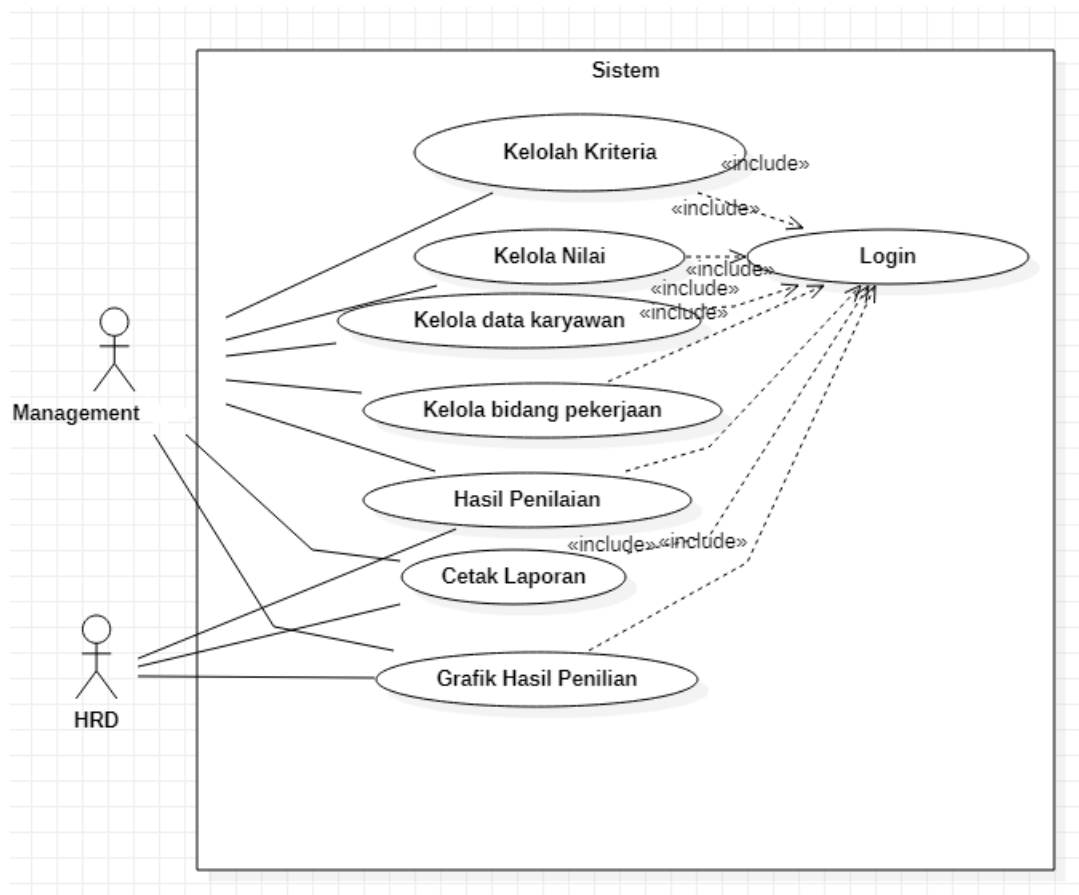 Sistem
Kelolah Kriteria
«include»
«include»
Kelola Nilai
Login
«include»
«include»
«include»
Kelola data karyawan
Management
Kelola bidang pekerjaan
Hasil Penilaian
«include»
«include»
Cetak Laporan
Grafik Hasil Penilian
HRD